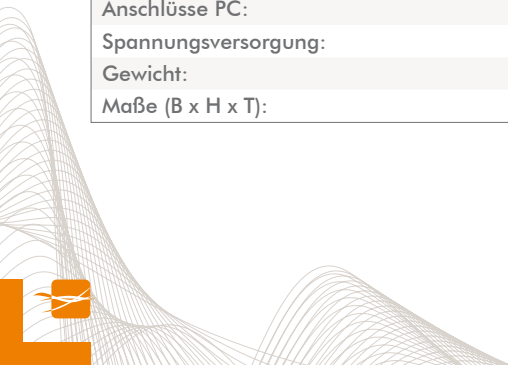 Anschlüsse PC:
Spannungsversorgung:
Gewicht:
Maße (B x H x T):